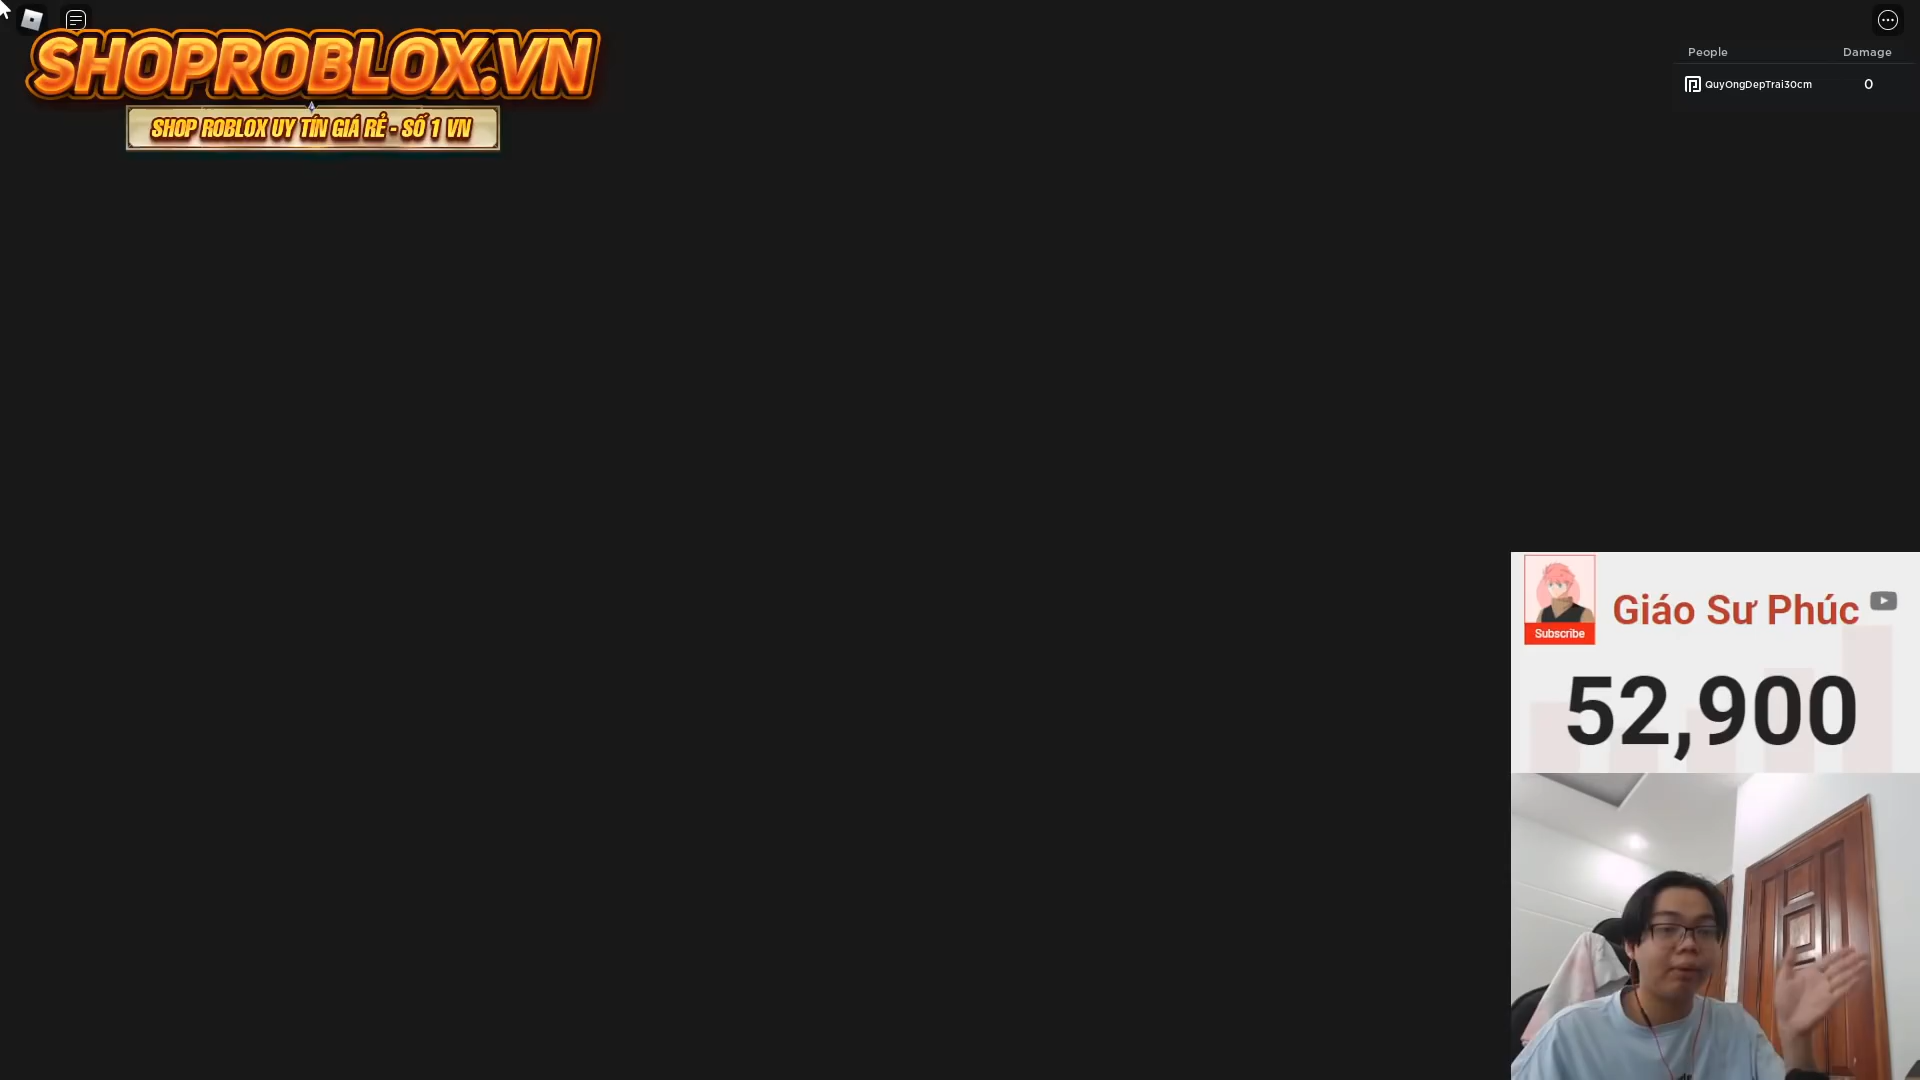 SHOPROBLOX.VN
SHOP ROBLOX UY TÍN GIÁ RẺ - SỐ 1 VN
People Damage
QuyOngDepTrai30cm 0
Giáo Sư Phúc
Subscribe
52,900